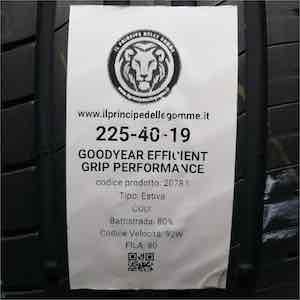 IL PRINCIPE DELLE GOMME
www.ilprincipedellegomme.it
225-40-19
GOODYEAR EFFICIENT
GRIP PERFORMANCE
codice prodotto: 2078.1
Tipo: Estiva
Battistrada: 80%
Codice Velocità: 92W
FILA: 80